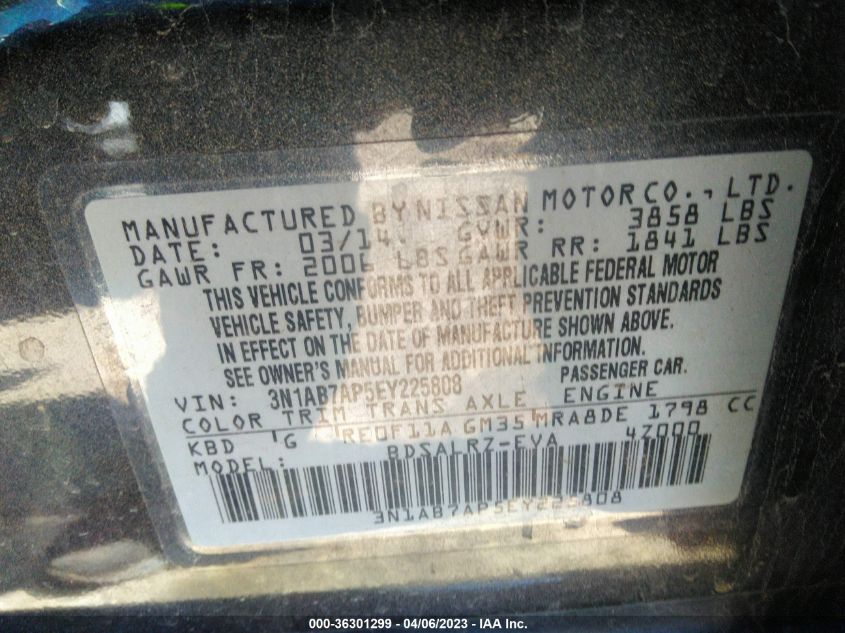 MANUFACTURED BY NISSAN MOTOR CO., LTD.
DATE: 03/14. GVWR: 3858 LBS
GAWR FR: 2006 LBS GAWR RR: 1841 LBS
THIS VEHICLE CONFORMS TO ALL APPLICABLE FEDERAL MOTOR
VEHICLE SAFETY, BUMPER AND THEFT PREVENTION STANDARDS
IN EFFECT ON THE DATE OF MANUFACTURE SHOWN ABOVE.
SEE OWNER'S MANUAL FOR ADDITIONAL INFORMATION.
VIN: 3N1AB7AP5EY225808 PASSENGER CAR.
COLOR TRIM TRANS AXLE ENGINE
KBD G RE0F11A GM35 MRA8DE 1798 CC
MODEL: BDSALRZ-EVA 4Z000
3N1AB7AP5EY225808
000-36301299 - 04/06/2023 - IAA Inc.